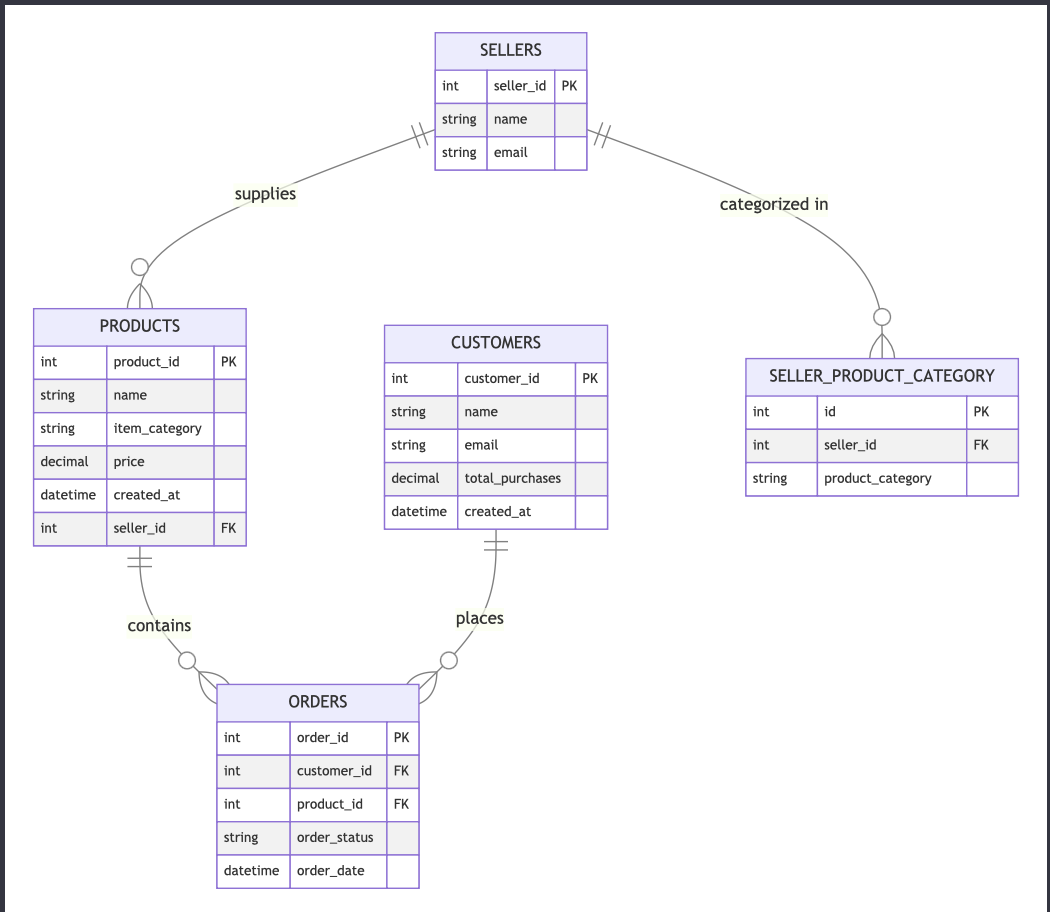 SELLERS
int seller_id PK
string name
string email
supplies
categorized in
PRODUCTS
int product_id PK
string name
string item_category
decimal price
datetime created_at
int seller_id FK
CUSTOMERS
int customer_id PK
string name
string email
decimal total_purchases
datetime created_at
SELLER_PRODUCT_CATEGORY
int id PK
int seller_id FK
string product_category
contains
places
ORDERS
int order_id PK
int customer_id FK
int product_id FK
string order_status
datetime order_date